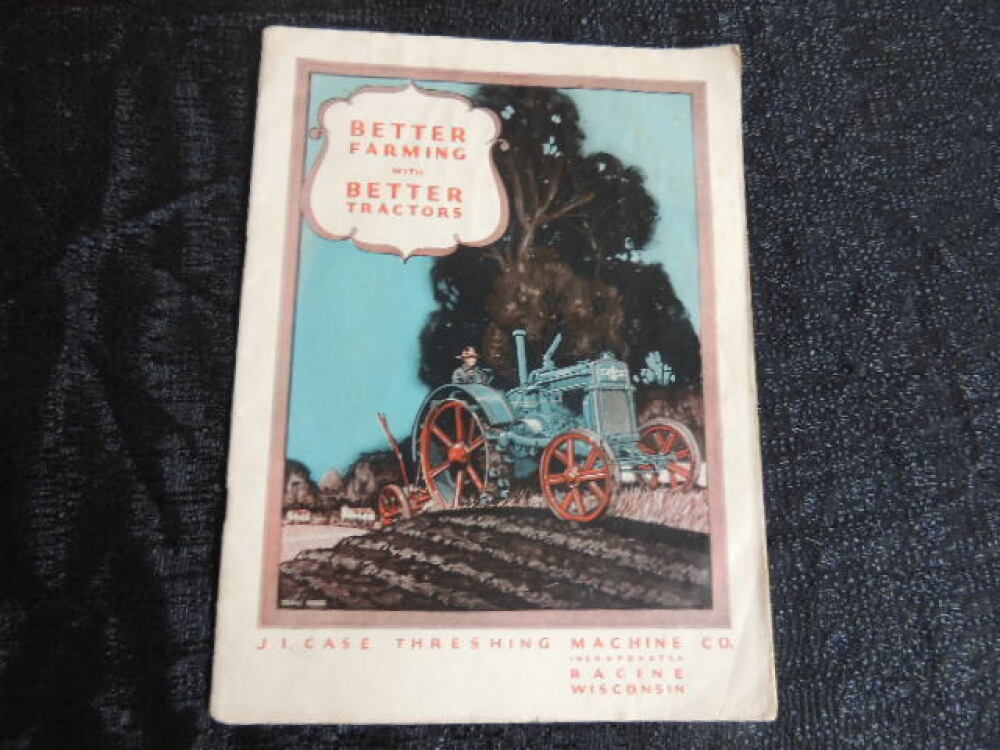 BETTER
FARMING
WITH
BETTER
TRACTORS
J. I. CASE THRESHING MACHINE CO.
INCORPORATED
RACINE
WISCONSIN